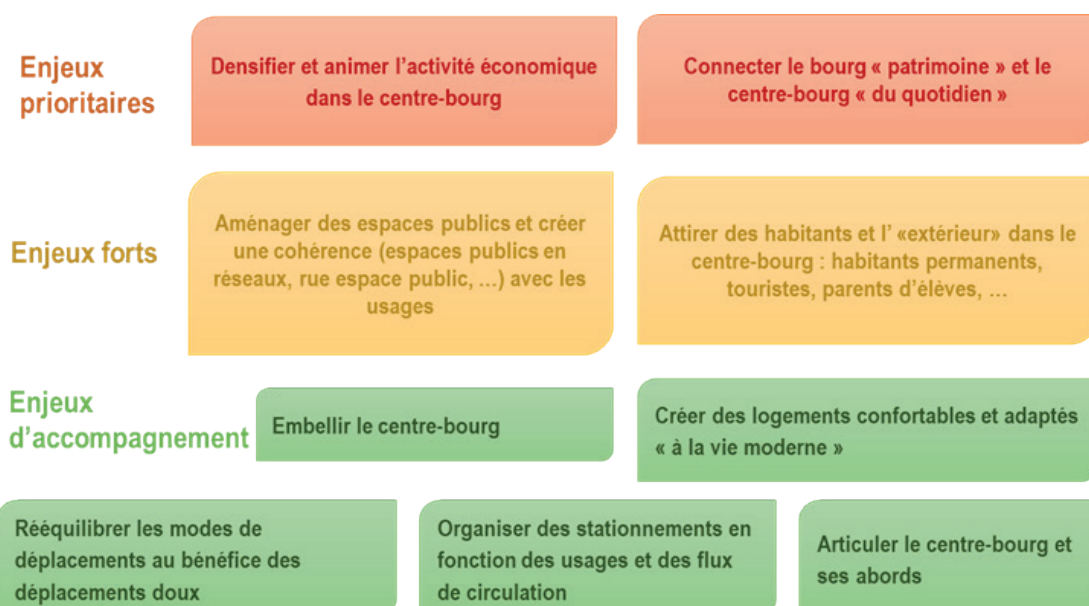 Enjeux
prioritaires
Densifier et animer l’activité économique
dans le centre-bourg
Connecter le bourg « patrimoine » et le
centre-bourg « du quotidien »
Enjeux forts
Aménager des espaces publics et créer
une cohérence (espaces publics en
réseaux, rue espace public, …) avec les
usages
Attirer des habitants et l’ «extérieur» dans le
centre-bourg : habitants permanents,
touristes, parents d’élèves, …
Enjeux
d’accompagnement
Embellir le centre-bourg
Créer des logements confortables et adaptés
« à la vie moderne »
Rééquilibrer les modes de
déplacements au bénéfice des
déplacements doux
Organiser des stationnements en
fonction des usages et des flux
de circulation
Articuler le centre-bourg et
ses abords